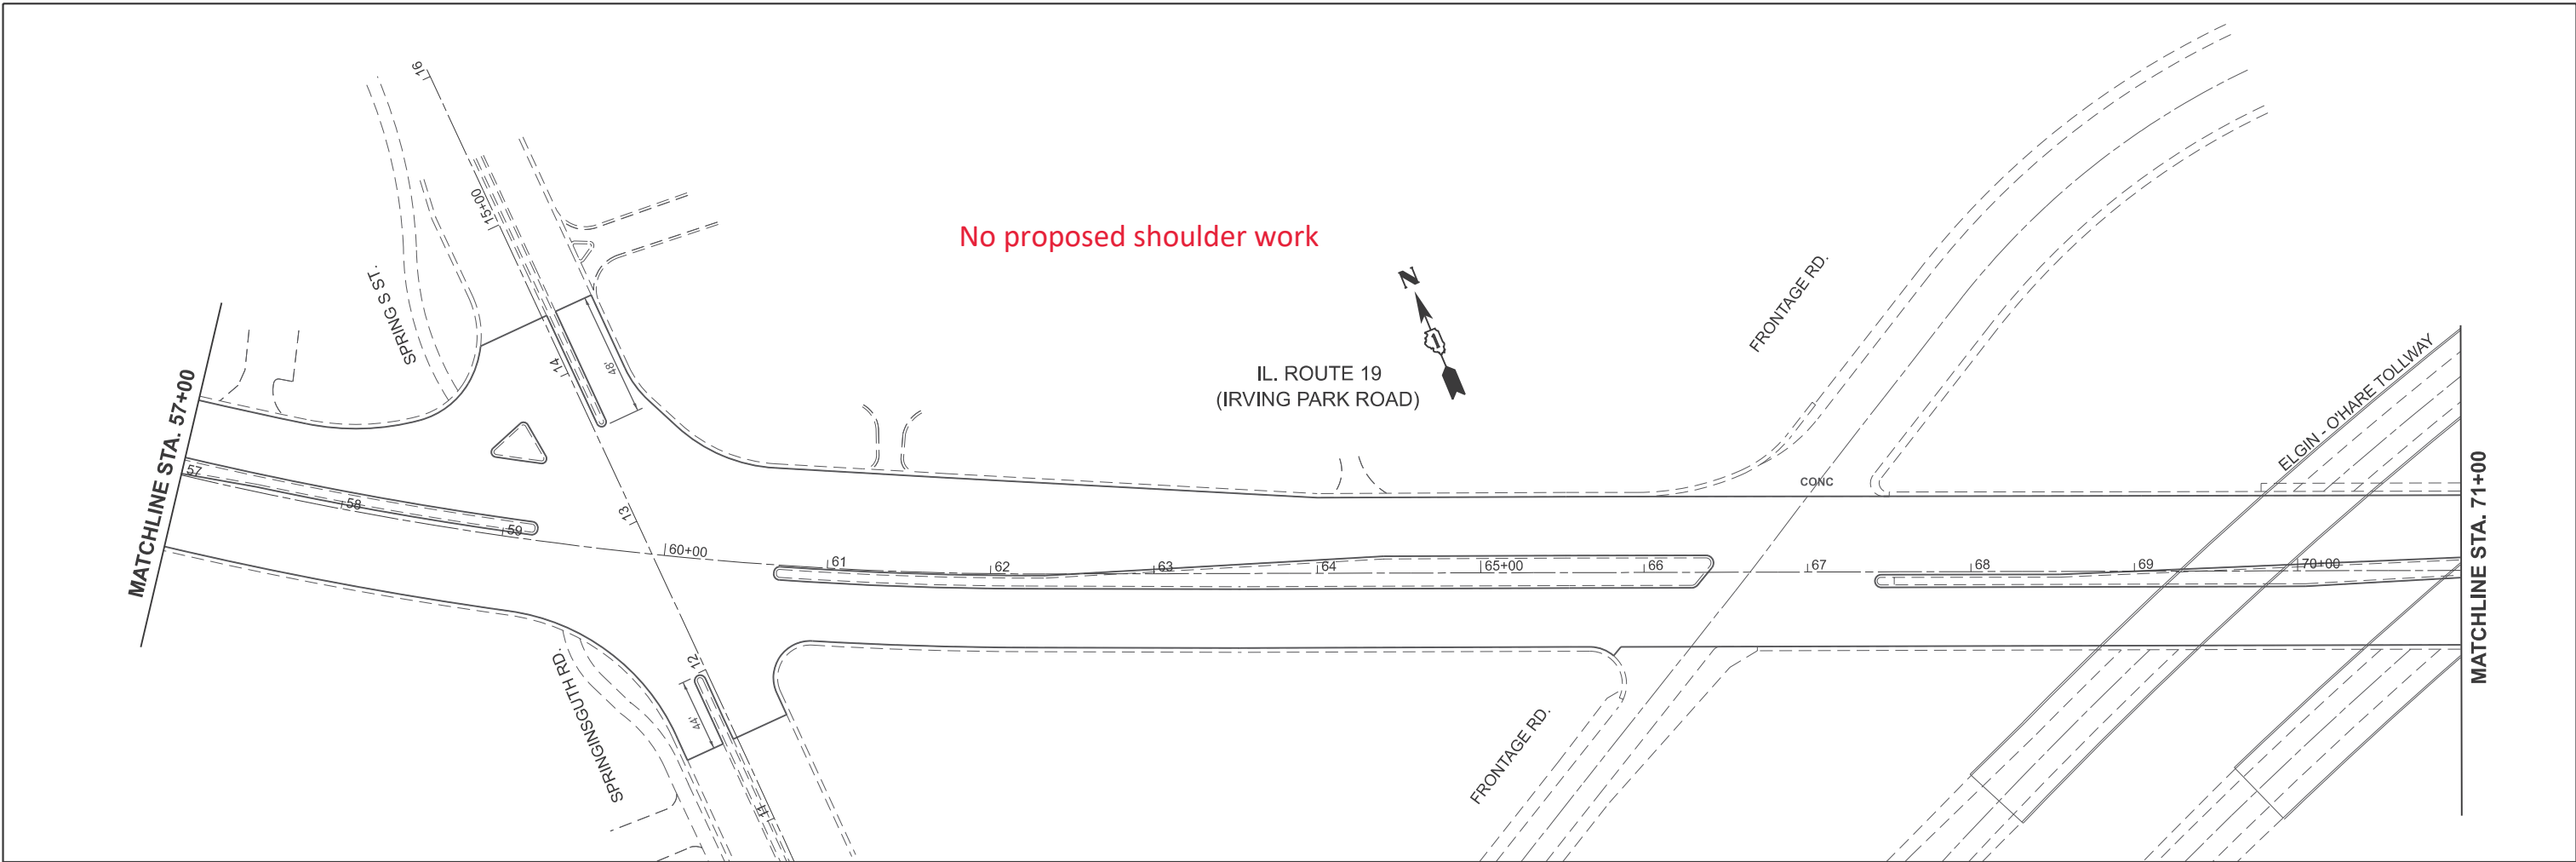 16
15+00
SPRING S ST.
No proposed shoulder work
N
FRONTAGE RD.
14
48'
IL. ROUTE 19
(IRVING PARK ROAD)
MATCHLINE STA. 57+00
ELGIN - O'HARE TOLLWAY
57
58
59
13
60+00
61
62
63
64
65+00
66
CONC
67
68
69
70+00
MATCHLINE STA. 71+00
12
44'
SPRINGINSGUTH RD.
11
FRONTAGE RD.